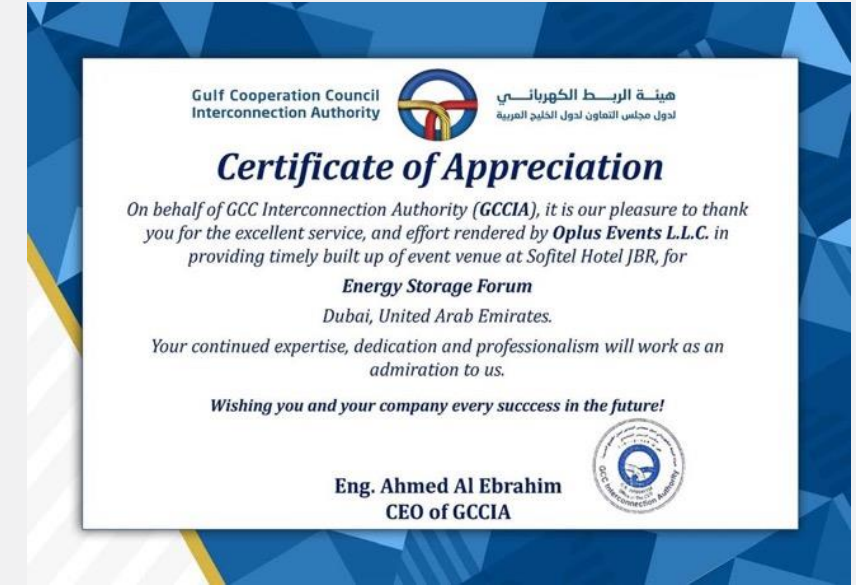 Gulf Cooperation Council
Interconnection Authority
هيئة الربط الكهربائي
لدول مجلس التعاون لدول الخليج العربية
Certificate of Appreciation
On behalf of GCC Interconnection Authority (GCCIA), it is our pleasure to thank
you for the excellent service, and effort rendered by Oplus Events L.L.C. in
providing timely built up of event venue at Sofitel Hotel JBR, for
Energy Storage Forum
Dubai, United Arab Emirates.
Your continued expertise, dedication and professionalism will work as an
admiration to us.
Wishing you and your company every succcess in the future!
GCC Interconnection Authority
Eng. Ahmed Al Ebrahim
CEO of GCCIA